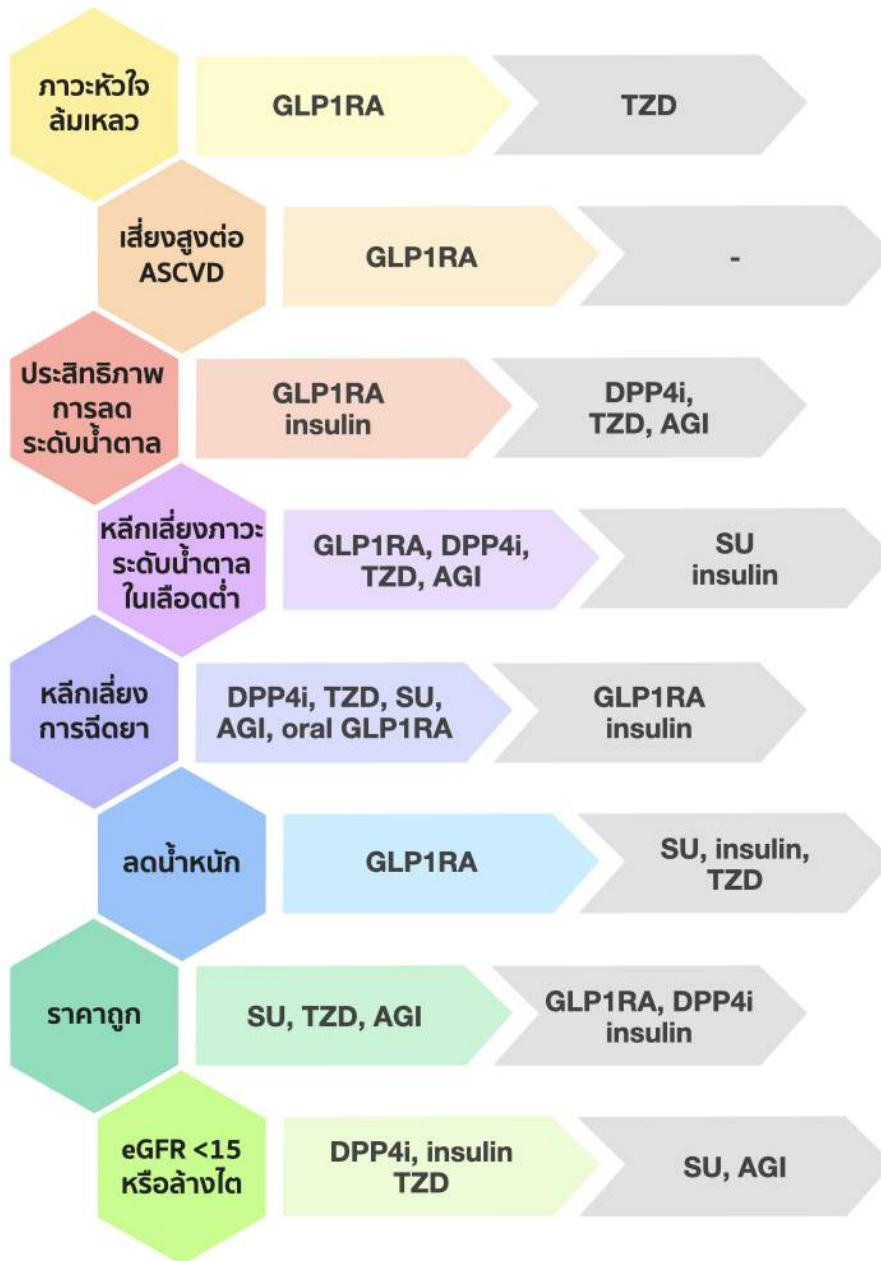 ภาวะหัวใจ
ล้มเหลว
GLP1RA
TZD
เสี่ยงสูงต่อ
ASCVD
GLP1RA
-
ประสิทธิภาพ
การลด
ระดับน้ำตาล
GLP1RA
insulin
DPP4i,
TZD, AGI
หลีกเลี่ยงภาวะ
ระดับน้ำตาล
ในเลือดต่ำ
GLP1RA, DPP4i,
TZD, AGI
SU
insulin
หลีกเลี่ยง
การฉีดยา
DPP4i, TZD, SU,
AGI, oral GLP1RA
GLP1RA
insulin
ลดน้ำหนัก
GLP1RA
SU, insulin,
TZD
ราคาถูก
SU, TZD, AGI
GLP1RA, DPP4i
insulin
eGFR <15
หรือล้างไต
DPP4i, insulin
TZD
SU, AGI